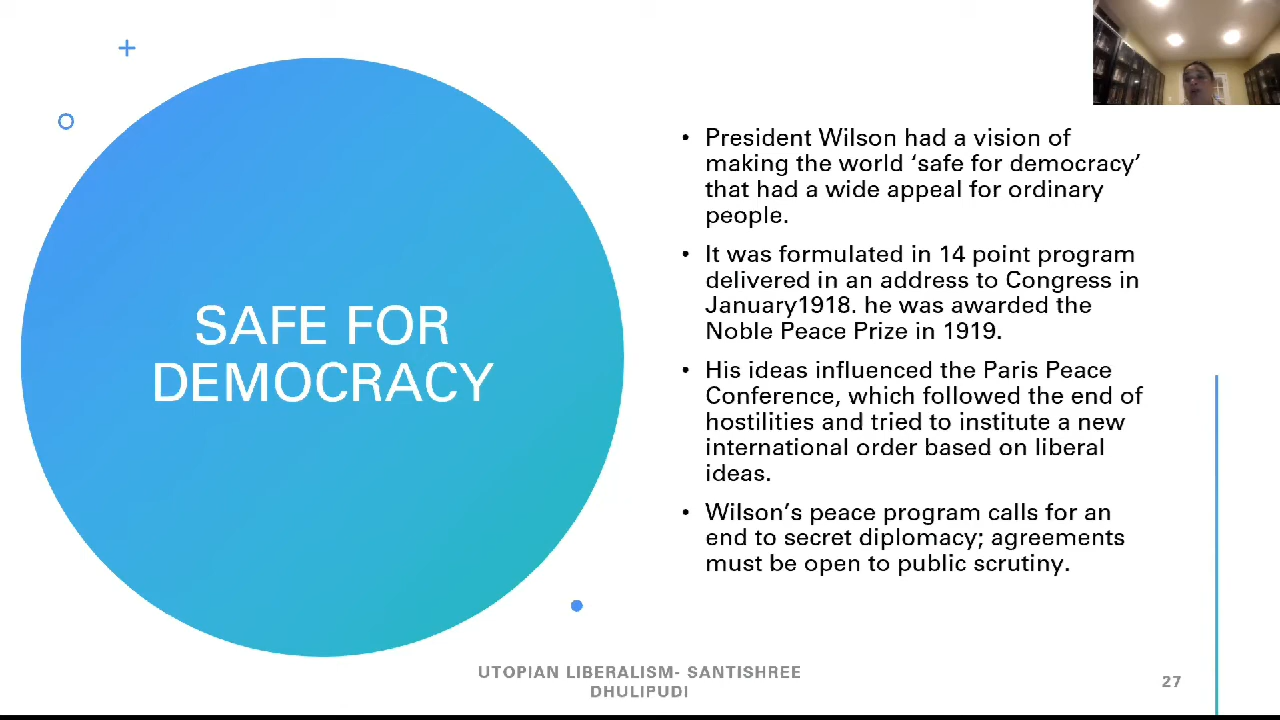 SAFE FOR
DEMOCRACY
• President Wilson had a vision of
making the world ‘safe for democracy’
that had a wide appeal for ordinary
people.
• It was formulated in 14 point program
delivered in an address to Congress in
January1918. he was awarded the
Noble Peace Prize in 1919.
• His ideas influenced the Paris Peace
Conference, which followed the end of
hostilities and tried to institute a new
international order based on liberal
ideas.
• Wilson’s peace program calls for an
end to secret diplomacy; agreements
must be open to public scrutiny.
UTOPIAN LIBERALISM- SANTISHREE
DHULIPUDI
27